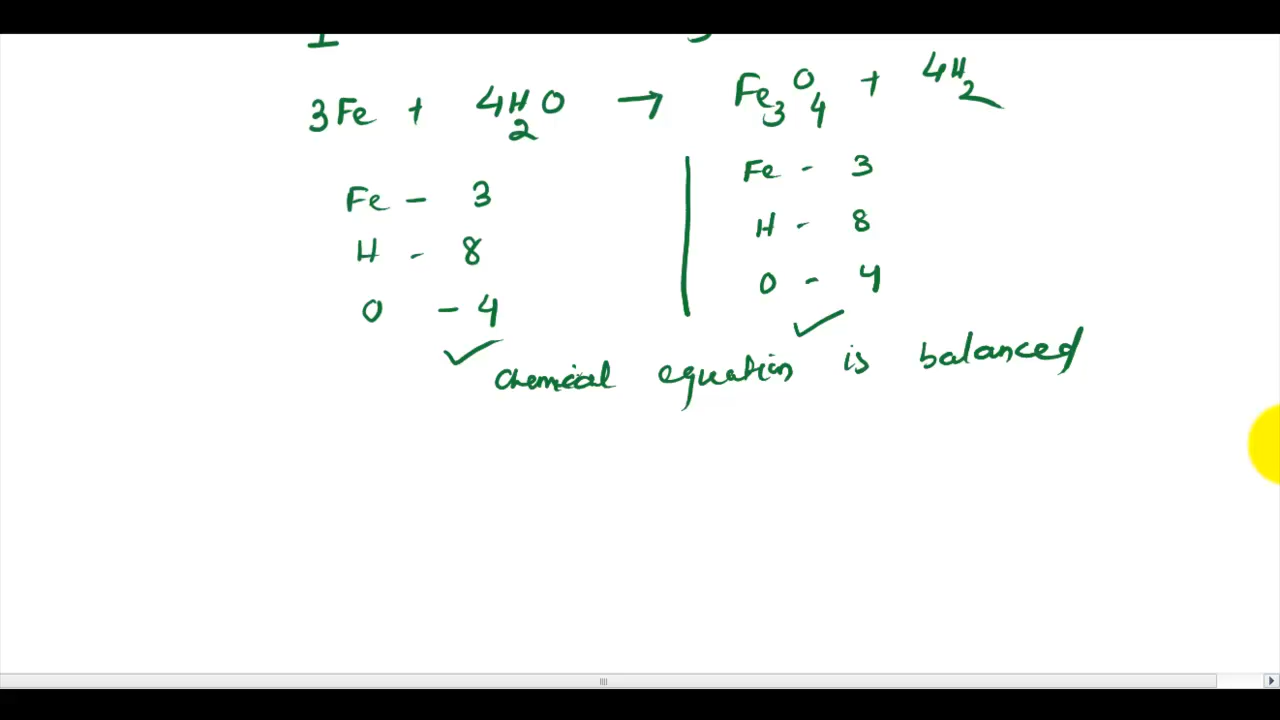 3Fe + 4H2O → Fe3O4 + 4H2
Fe - 3 Fe - 3
H - 8 H - 8
O - 4 O - 4
✓ ✓
chemical equation is balanced